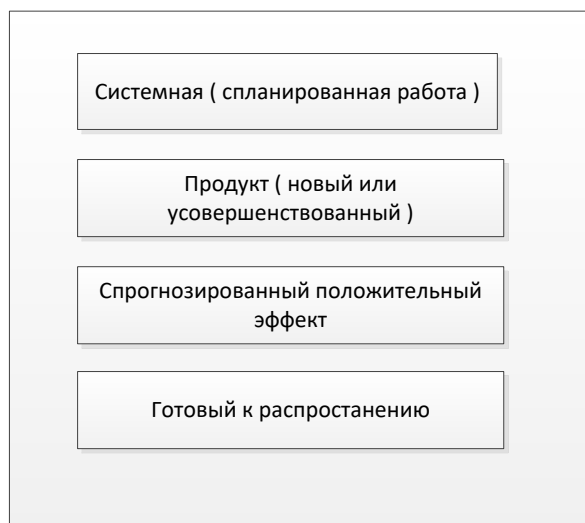 Системная ( спланированная работа )
Продукт ( новый или
усовершенствованный )
Спрогнозированный положительный
эффект
Готовый к распростанению